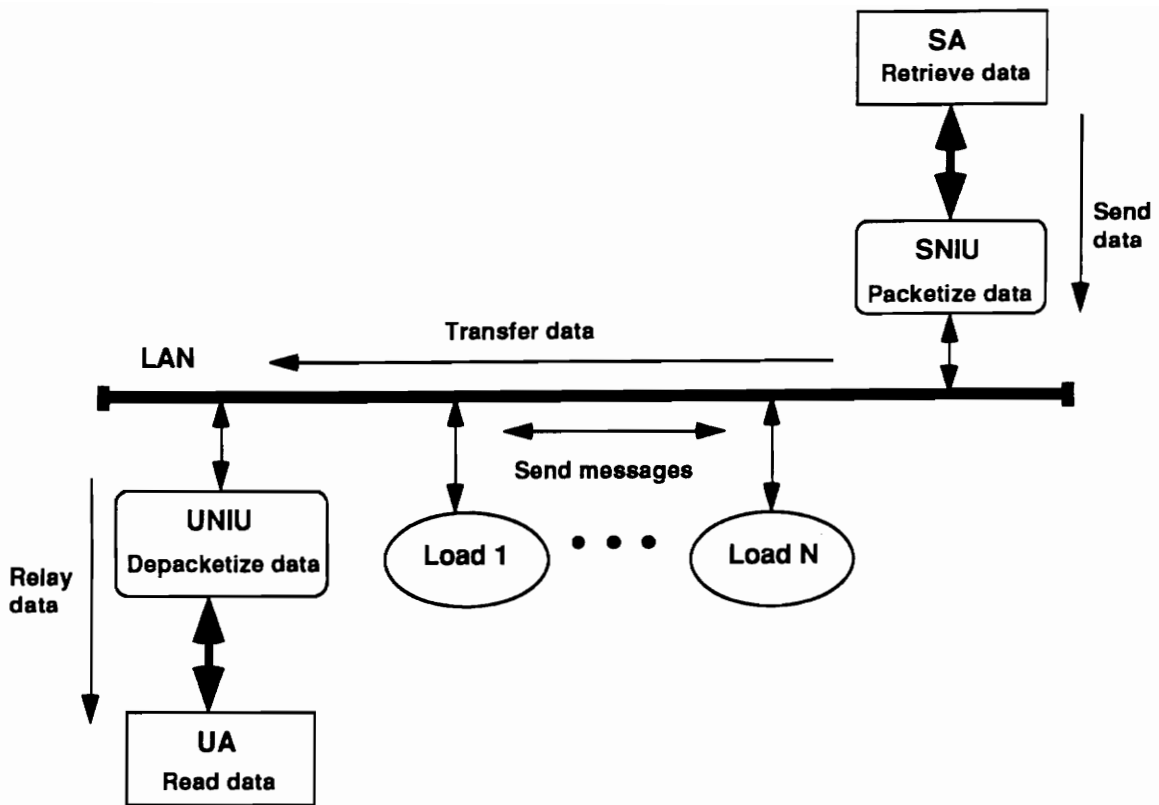 SA
Retrieve data
Send
data
SNIU
Packetize data
Transfer data
LAN
Send messages
UNIU
Depacketize data
Load 1
Load N
Relay
data
UA
Read data